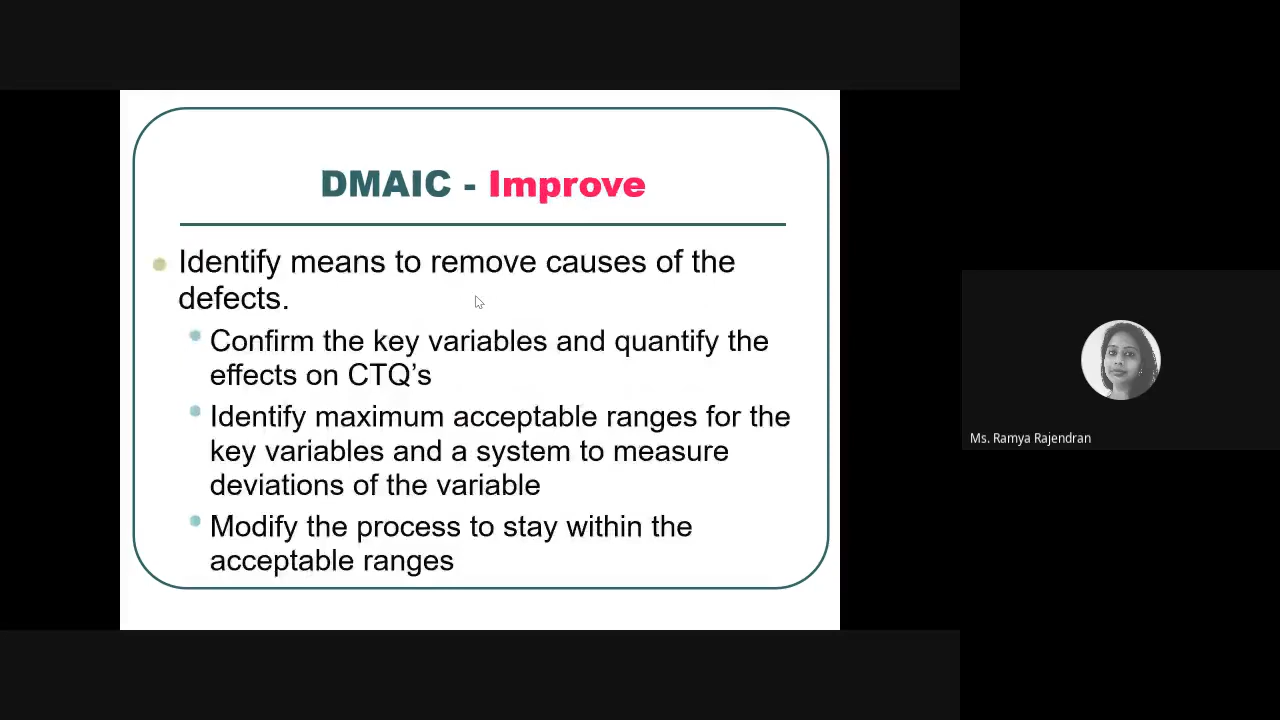 DMAIC - Improve
Identify means to remove causes of the
defects.
Confirm the key variables and quantify the
effects on CTQ’s
Identify maximum acceptable ranges for the
key variables and a system to measure
deviations of the variable
Modify the process to stay within the
acceptable ranges
Ms. Ramya Rajendran